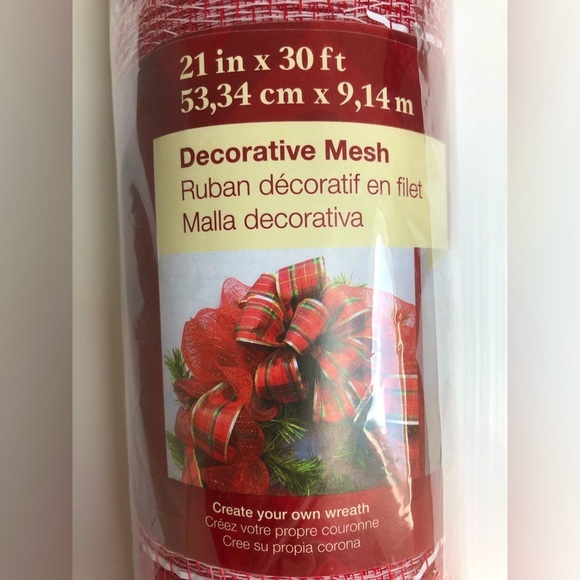 21 in x 30 ft
53,34 cm x 9,14 m
Decorative Mesh
Ruban décoratif en filet
Malla decorativa
Create your own wreath
Créez votre propre couronne
Cree su propia corona